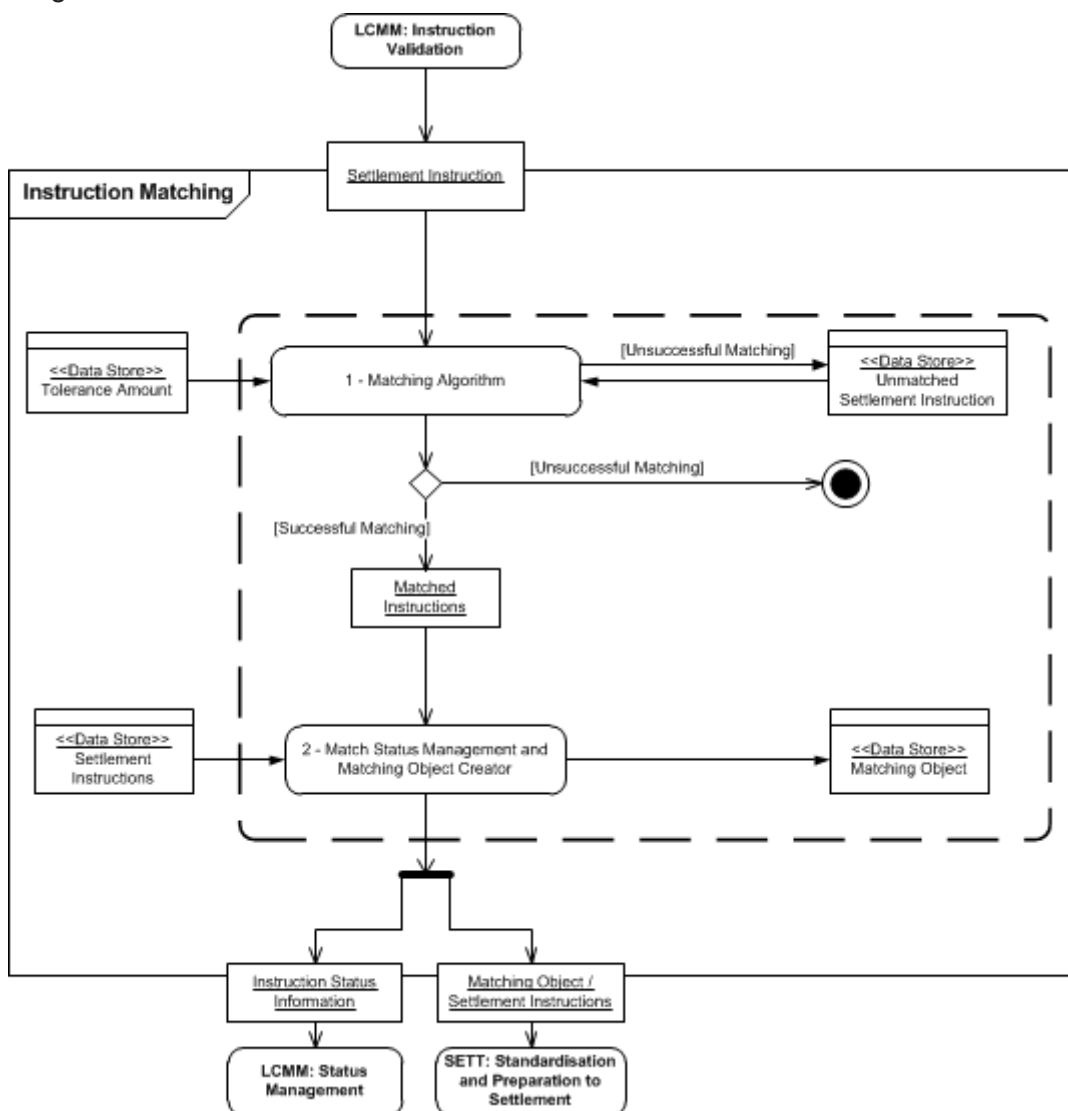 LCMM: Instruction
Validation
Settlement Instruction
Instruction Matching
<<Data Store>>
Tolerance Amount
1 - Matching Algorithm
[Unsuccessful Matching]
<<Data Store>>
Unmatched
Settlement Instruction
[Unsuccessful Matching]
[Successful Matching]
Matched
Instructions
<<Data Store>>
Settlement
Instructions
2 - Match Status Management and
Matching Object Creator
<<Data Store>>
Matching Object
Instruction Status
Information
Matching Object /
Settlement Instructions
LCMM: Status
Management
SETT: Standardisation
and Preparation to
Settlement